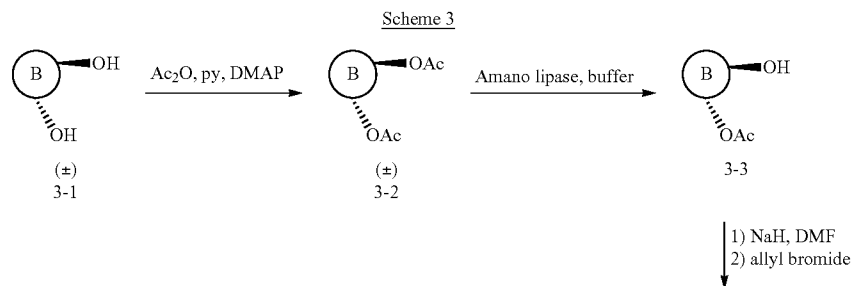 Scheme 3
B
OH
OH
(±)
3-1
Ac2O, py, DMAP
B
OAc
OAc
(±)
3-2
Amano lipase, buffer
B
OH
OAc
3-3
1) NaH, DMF
2) allyl bromide